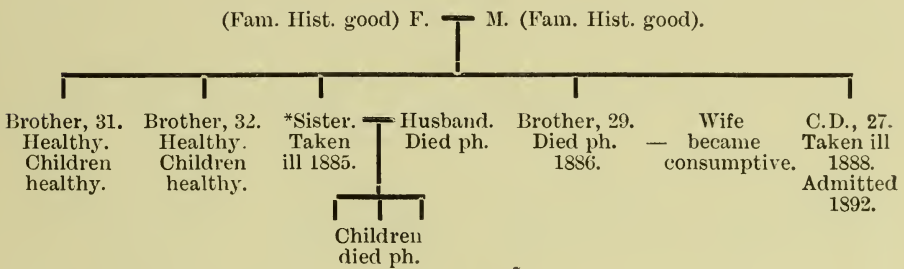 (Fam. Hist. good) F. M. (Fam. Hist. good).
Brother, 31. Healthy. Children healthy.
Brother, 32. Healthy. Children healthy.
*Sister. Taken ill 1885.
Husband. Died ph.
Children died ph.
Brother, 29. Died ph. 1886.
— Wife became consumptive.
C.D., 27. Taken ill 1888. Admitted 1892.